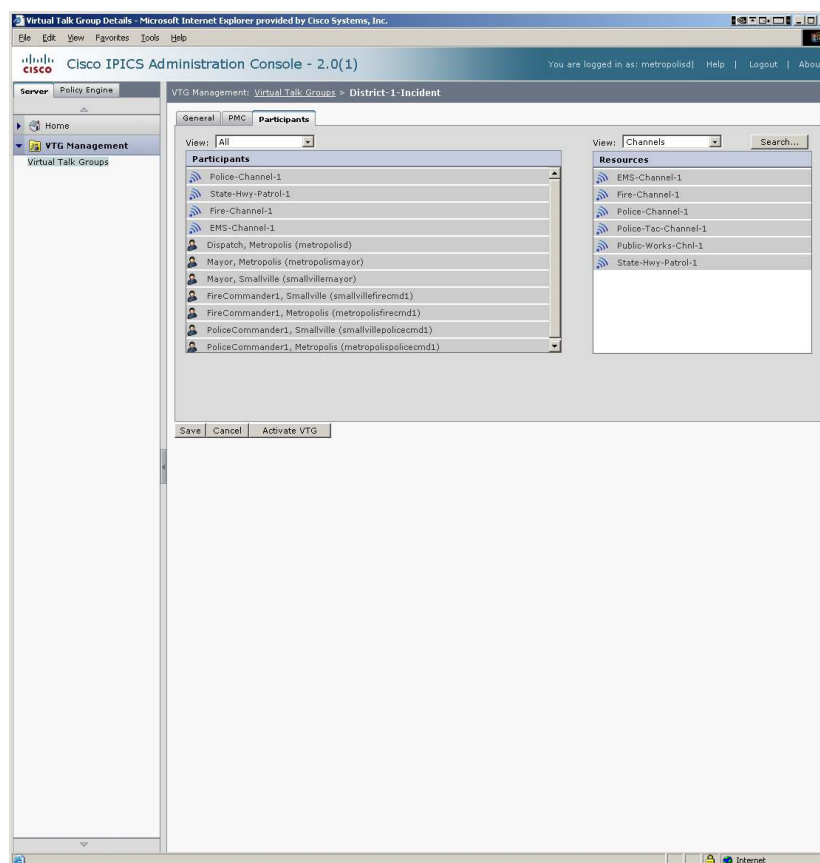 Virtual Talk Group Details - Microsoft Internet Explorer provided by Cisco Systems, Inc.
File Edit View Favorites Tools Help
CISCO Cisco IPICS Administration Console - 2.0(1) You are logged in as: metropolisd| Help | Logout | Abou
Server Policy Engine
VTG Management: Virtual Talk Groups > District-1-Incident
Home
VTG Management
Virtual Talk Groups
General PMC Participants
View: All
Participants
Police-Channel-1
State-Hwy-Patrol-1
Fire-Channel-1
EMS-Channel-1
Dispatch, Metropolis (metropolisd)
Mayor, Metropolis (metropolismayor)
Mayor, Smallville (smallvillemayor)
FireCommander1, Smallville (smallvillefirecmd1)
FireCommander1, Metropolis (metropolisfirecmd1)
PoliceCommander1, Smallville (smallvillepolicecmd1)
PoliceCommander1, Metropolis (metropolispolicecmd1)
View: Channels Search...
Resources
EMS-Channel-1
Fire-Channel-1
Police-Channel-1
Police-Tac-Channel-1
Public-Works-Chnl-1
State-Hwy-Patrol-1
Save Cancel Activate VTG
Internet